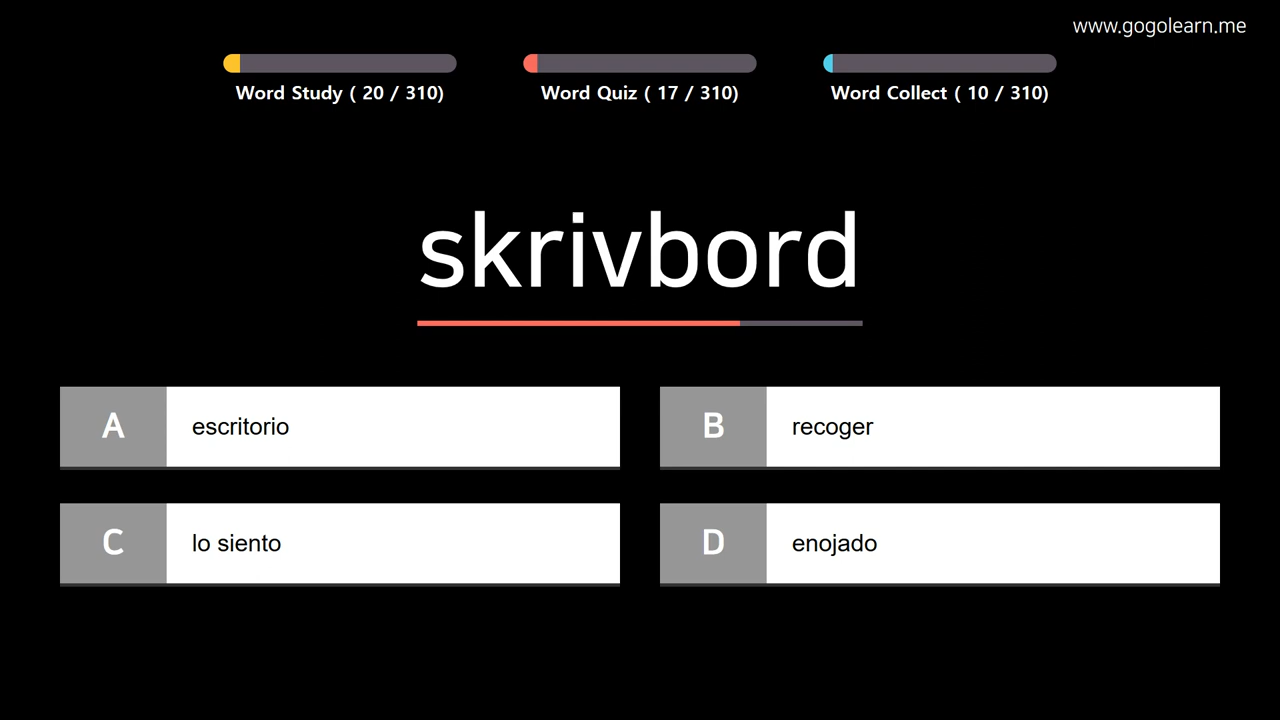 www.gogolearn.me
Word Study ( 20 / 310)
Word Quiz ( 17 / 310)
Word Collect ( 10 / 310)
skrivbord
A escritorio
B recoger
C lo siento
D enojado